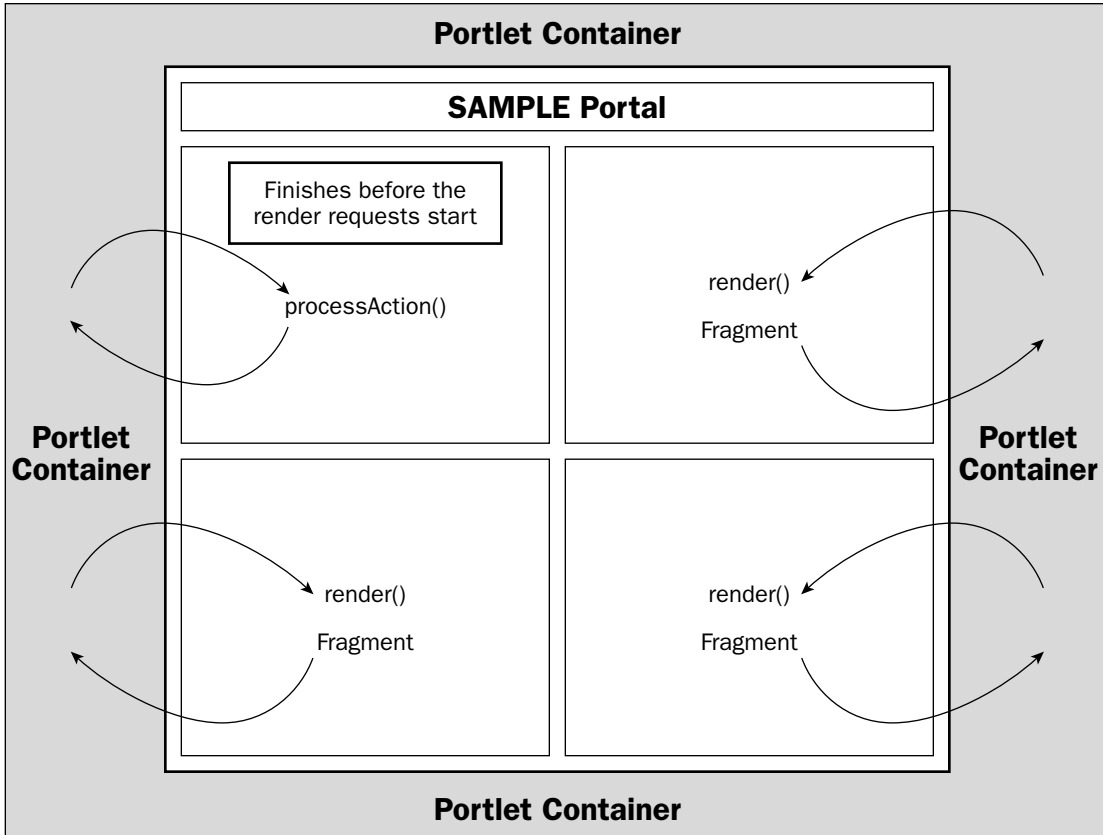 Portlet Container
SAMPLE Portal
Finishes before the
render requests start
processAction()
render()
Fragment
Portlet
Container
Portlet
Container
render()
Fragment
render()
Fragment
Portlet Container